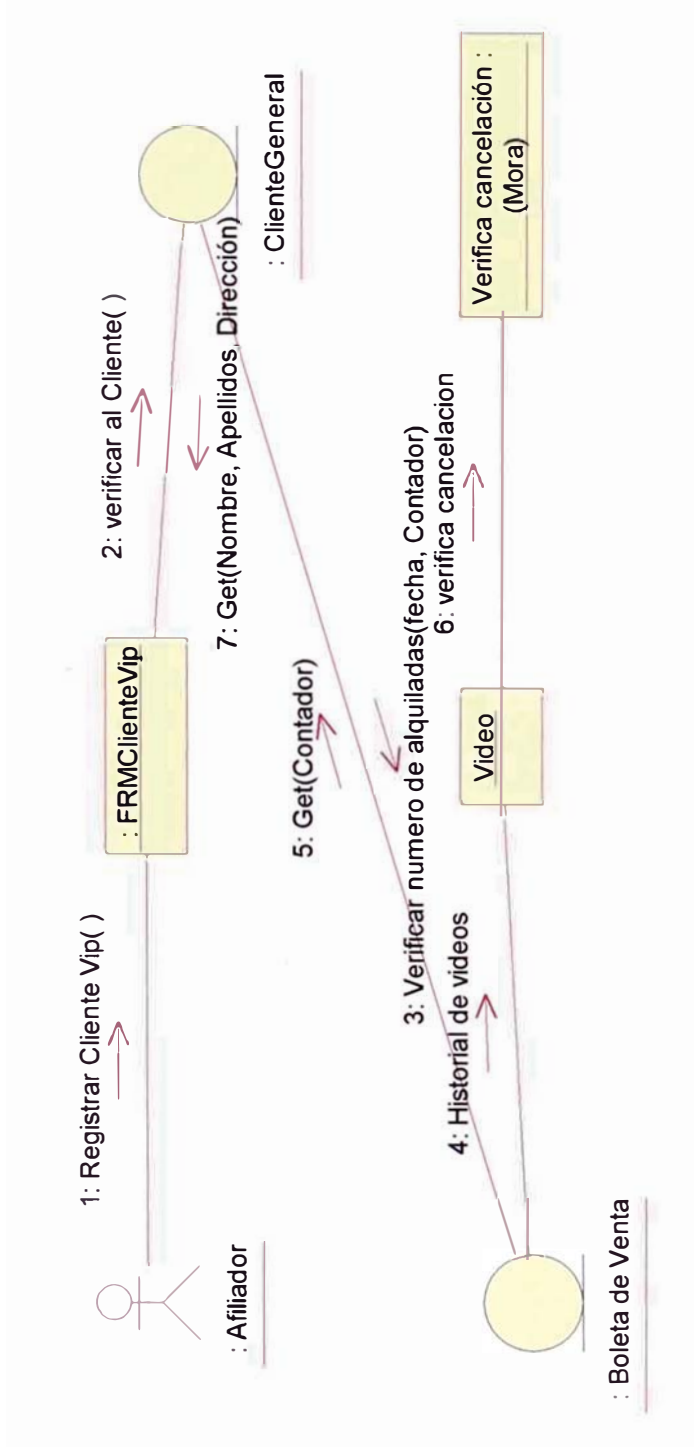 1: Registrar Cliente Vip( )
2: verificar al Cliente( )
: FRMClienteVip
7: Get(Nombre, Apellidos, Dirección)
: ClienteGeneral
: Afiliador
5: Get(Contador)
3: Verificar numero de alquiladas(fecha, Contador)
4: Historial de videos
6: verifica cancelacion
Video
Verifica cancelación :
(Mora)
: Boleta de Venta